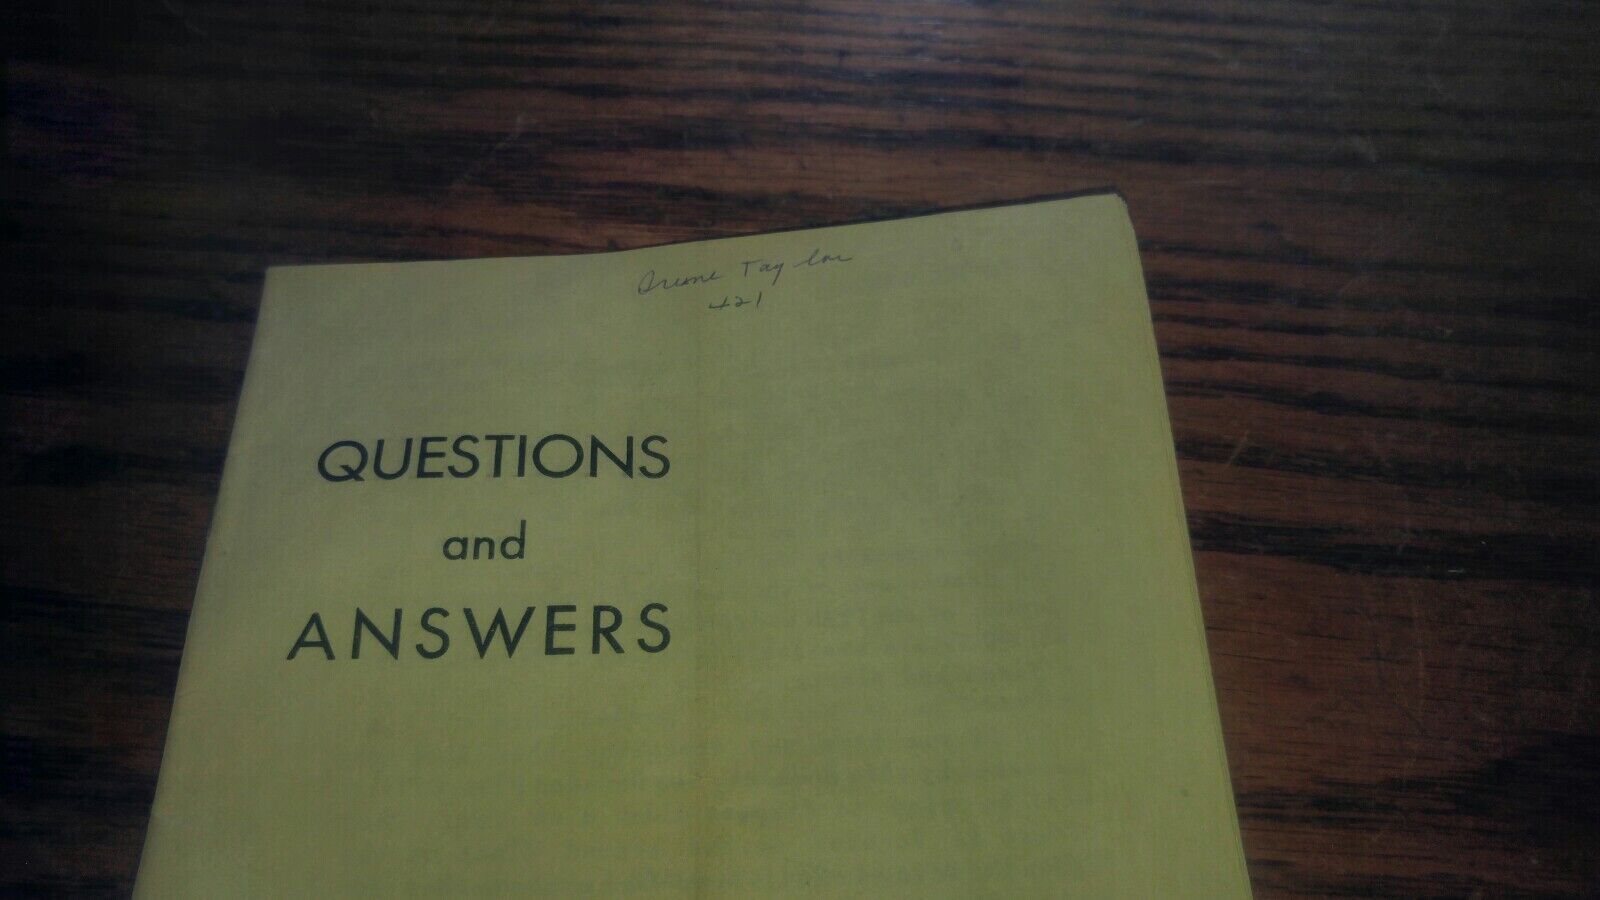 Taylor
421
QUESTIONS
and
ANSWERS